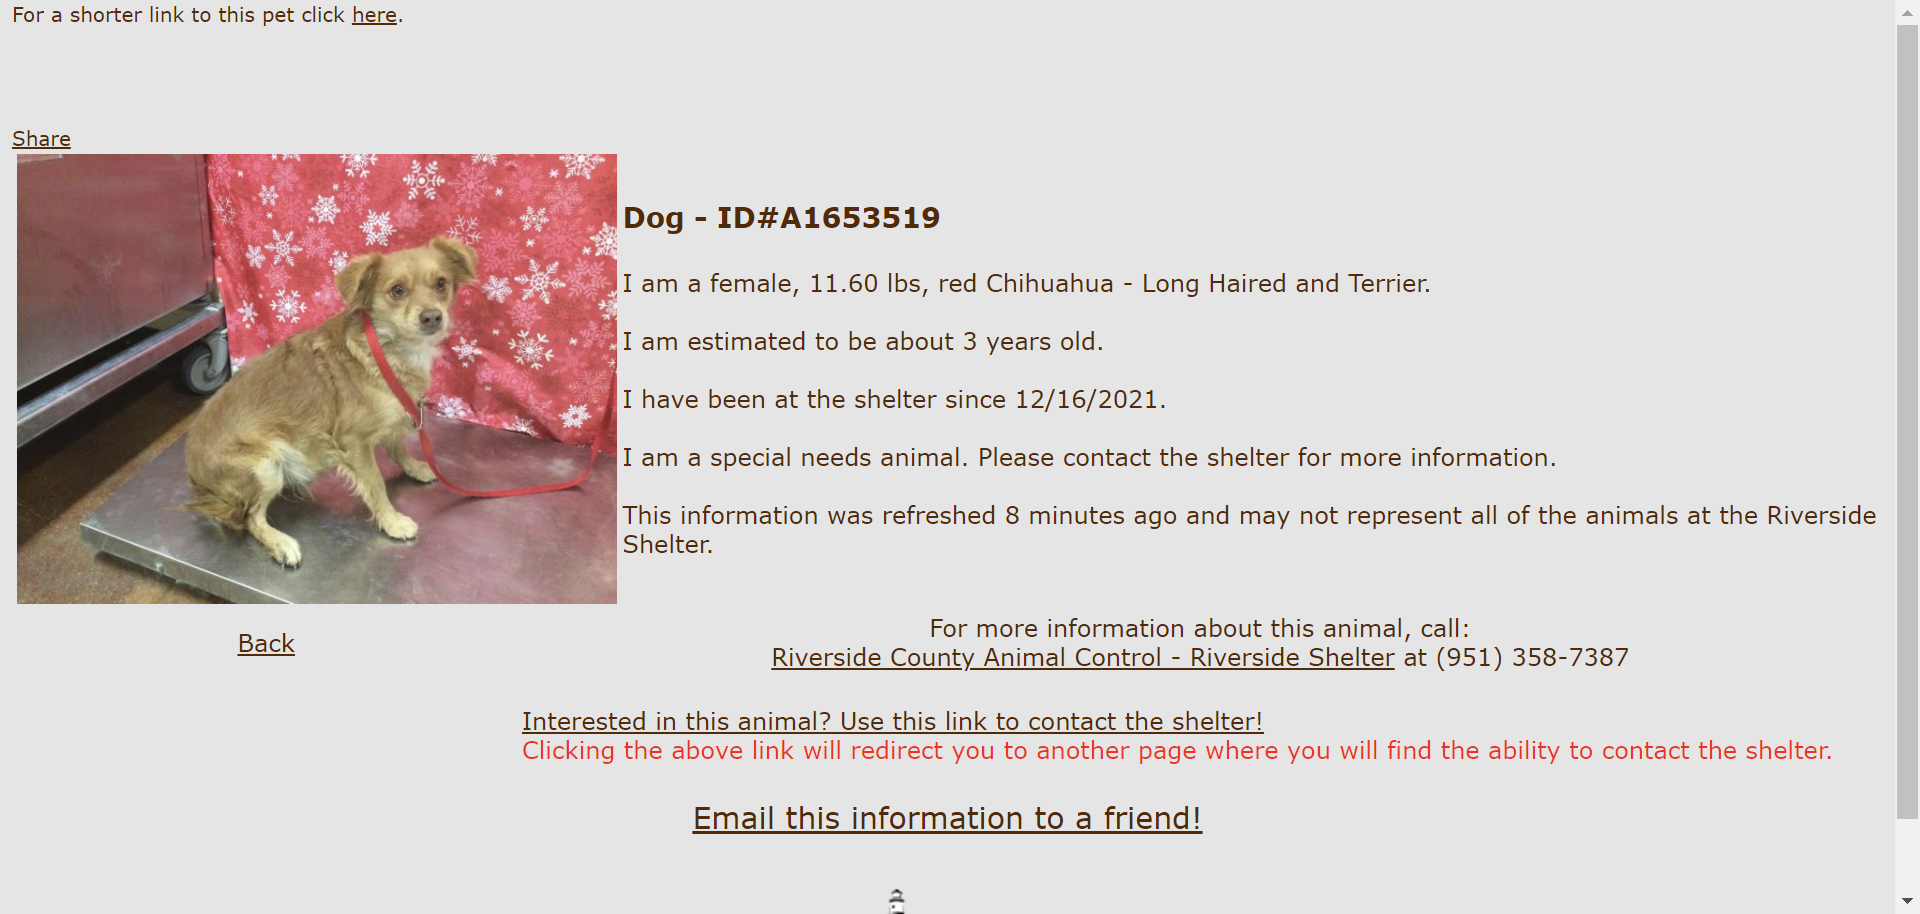 For a shorter link to this pet click here.
Share
Dog - ID#A1653519
I am a female, 11.60 lbs, red Chihuahua - Long Haired and Terrier.
I am estimated to be about 3 years old.
I have been at the shelter since 12/16/2021.
I am a special needs animal. Please contact the shelter for more information.
This information was refreshed 8 minutes ago and may not represent all of the animals at the Riverside
Shelter.
Back
For more information about this animal, call:
Riverside County Animal Control - Riverside Shelter at (951) 358-7387
Interested in this animal? Use this link to contact the shelter!
Clicking the above link will redirect you to another page where you will find the ability to contact the shelter.
Email this information to a friend!